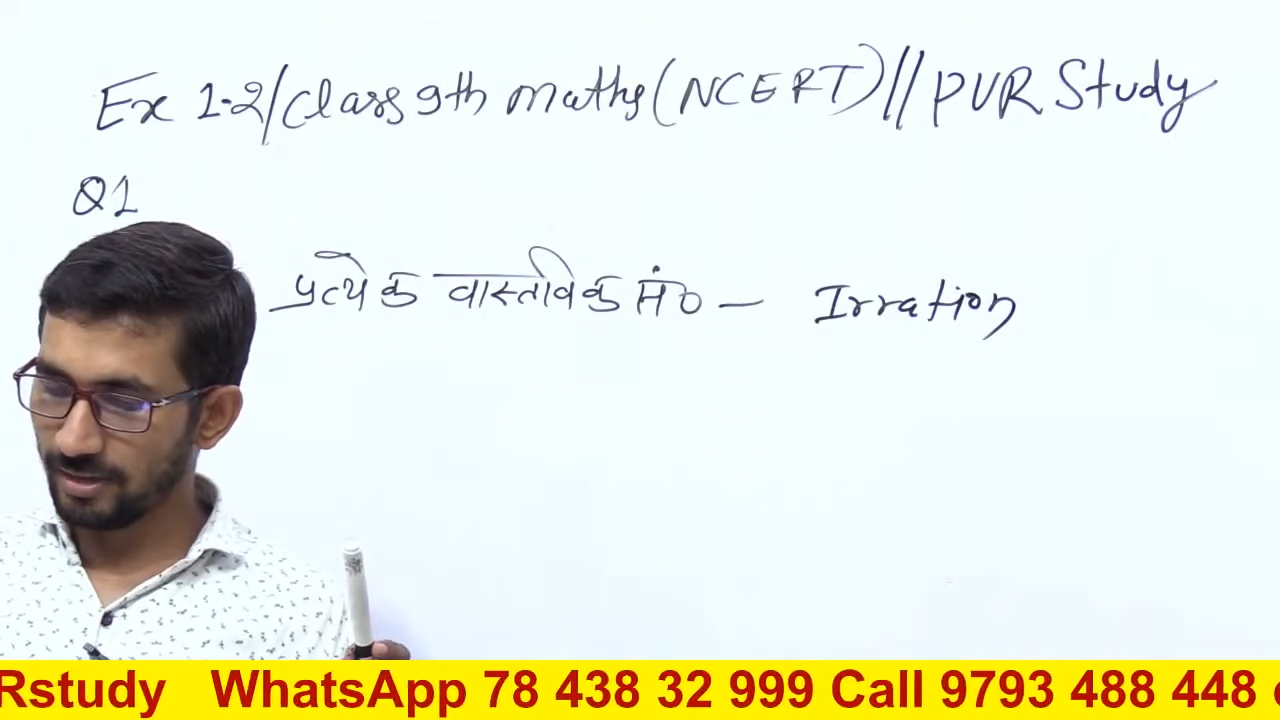 Ex 1.2/Class 9th maths (NCERT)//PVR Study
Q1
प्रत्येक वास्तविक सं० — Irration
Rstudy WhatsApp 78 438 32 999 Call 9793 488 448